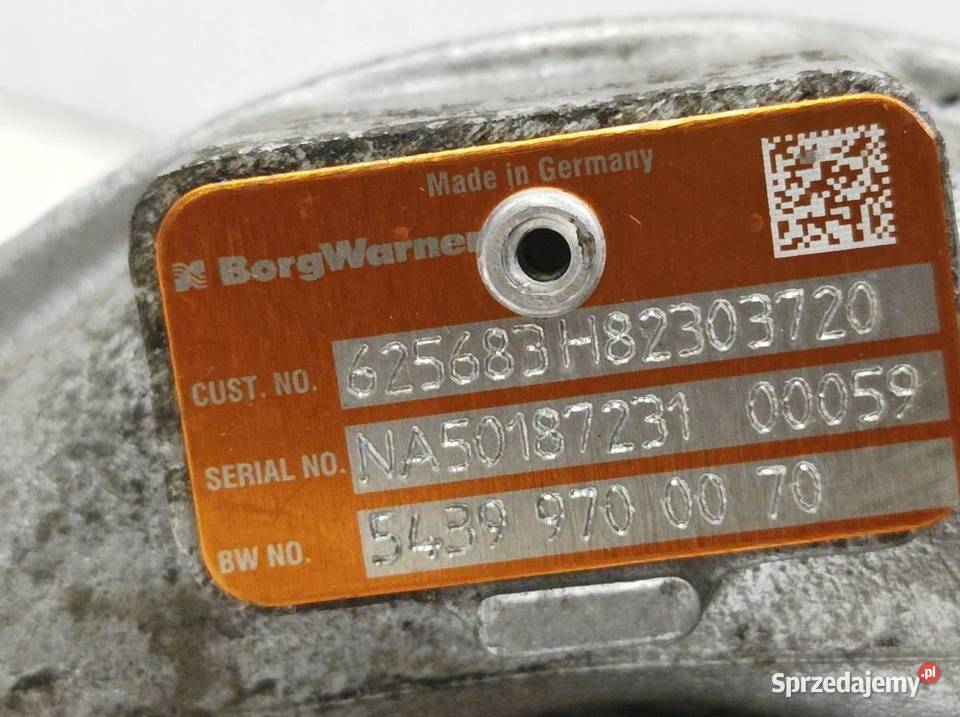 Made in Germany
BorgWarner
CUST. NO. 625683H82303720
SERIAL NO. NA50187231 00059
BW NO. 5439 970 00 70
Sprzedajemy.pl